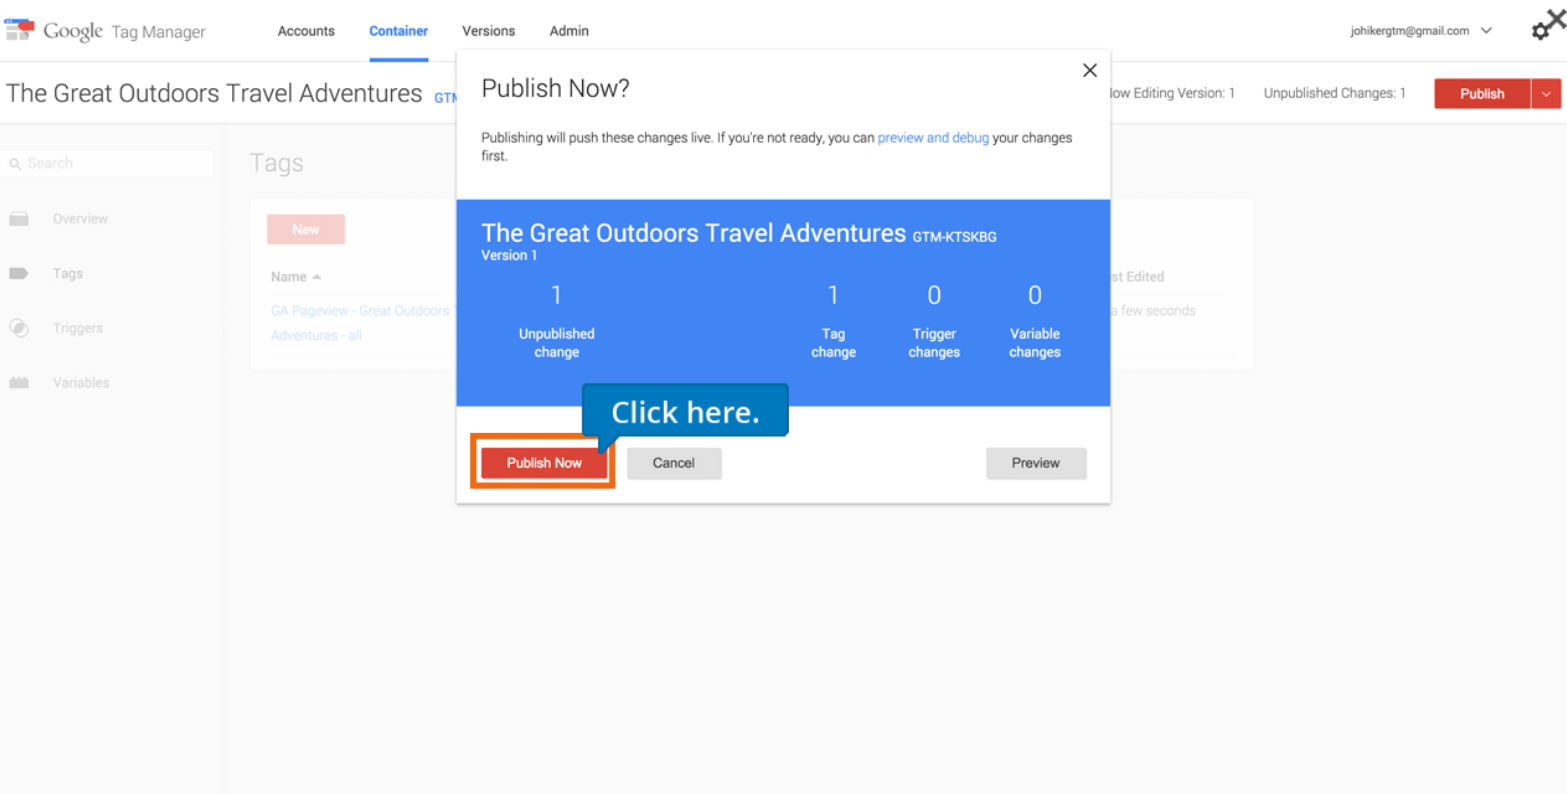 Google Tag Manager
Accounts
Container
Versions
Admin
johikergtm@gmail.com
The Great Outdoors Travel Adventures
Editing Version: 1
Unpublished Changes: 1
Publish
Publish Now?
Publishing will push these changes live. If you're not ready, you can preview and debug your changes
first.
Search
Overview
Tags
Triggers
Variables
Tags
New
Name
GA Pageview - Great Outdoors
Adventures - all
Edited
a few seconds
The Great Outdoors Travel Adventures GTM-KTSKBG
Version 1
1
Unpublished
change
1
Tag
change
0
Trigger
changes
0
Variable
changes
Click here.
Publish Now
Cancel
Preview